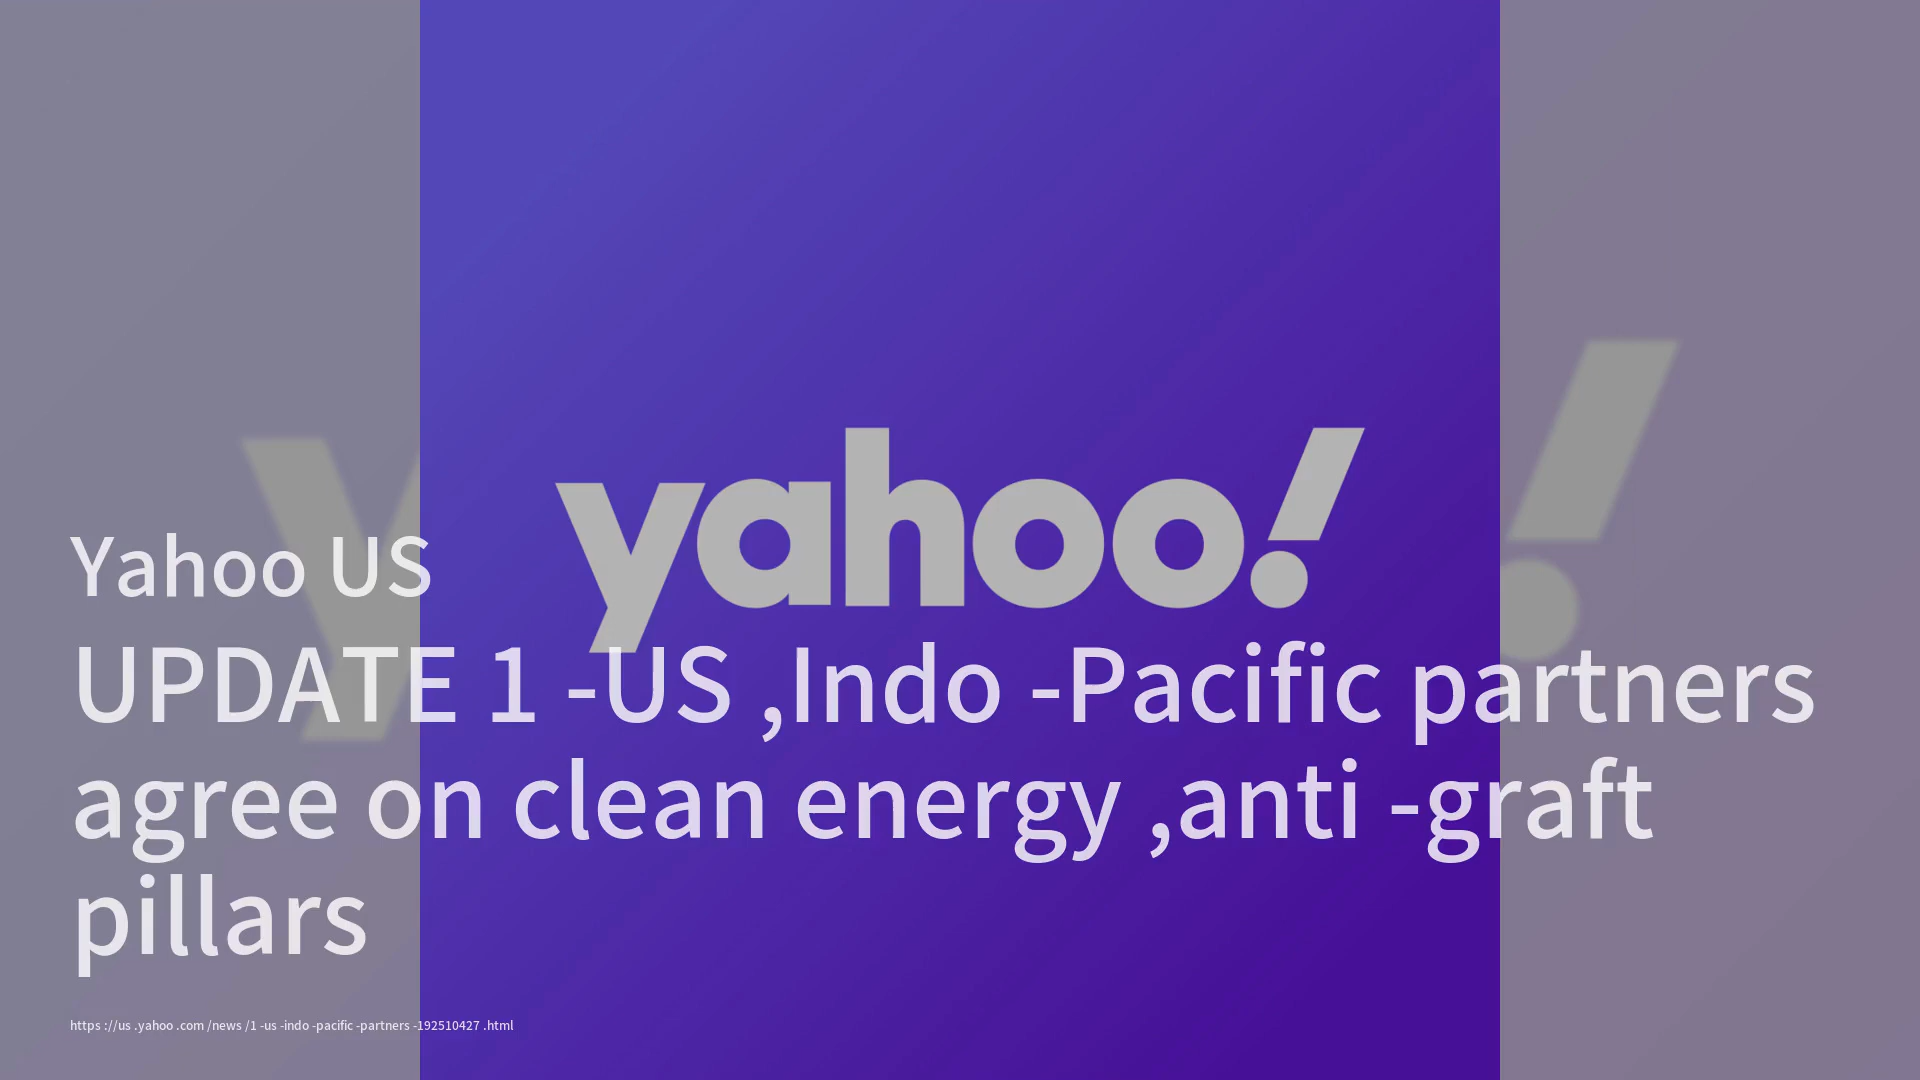 yahoo!
Yahoo US
UPDATE 1 -US ,Indo -Pacific partners
agree on clean energy ,anti -graft
pillars
https ://us .yahoo .com /news /1 -us -indo -pacific -partners -192510427 .html